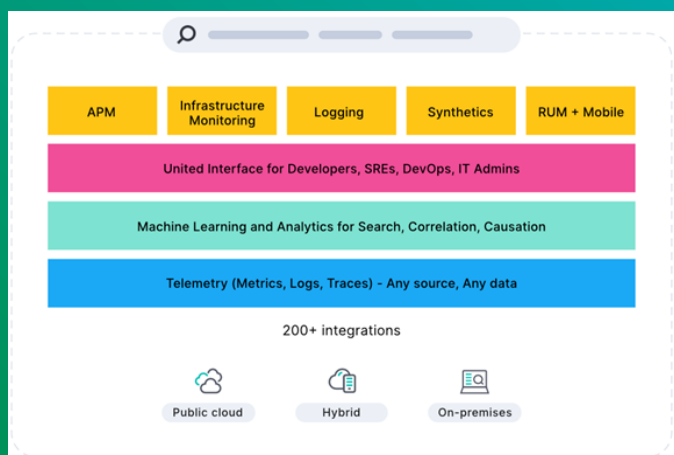 APM
Infrastructure
Monitoring
Logging
Synthetics
RUM + Mobile
United Interface for Developers, SREs, DevOps, IT Admins
Machine Learning and Analytics for Search, Correlation, Causation
Telemetry (Metrics, Logs, Traces) - Any source, Any data
200+ integrations
Public cloud
Hybrid
On-premises